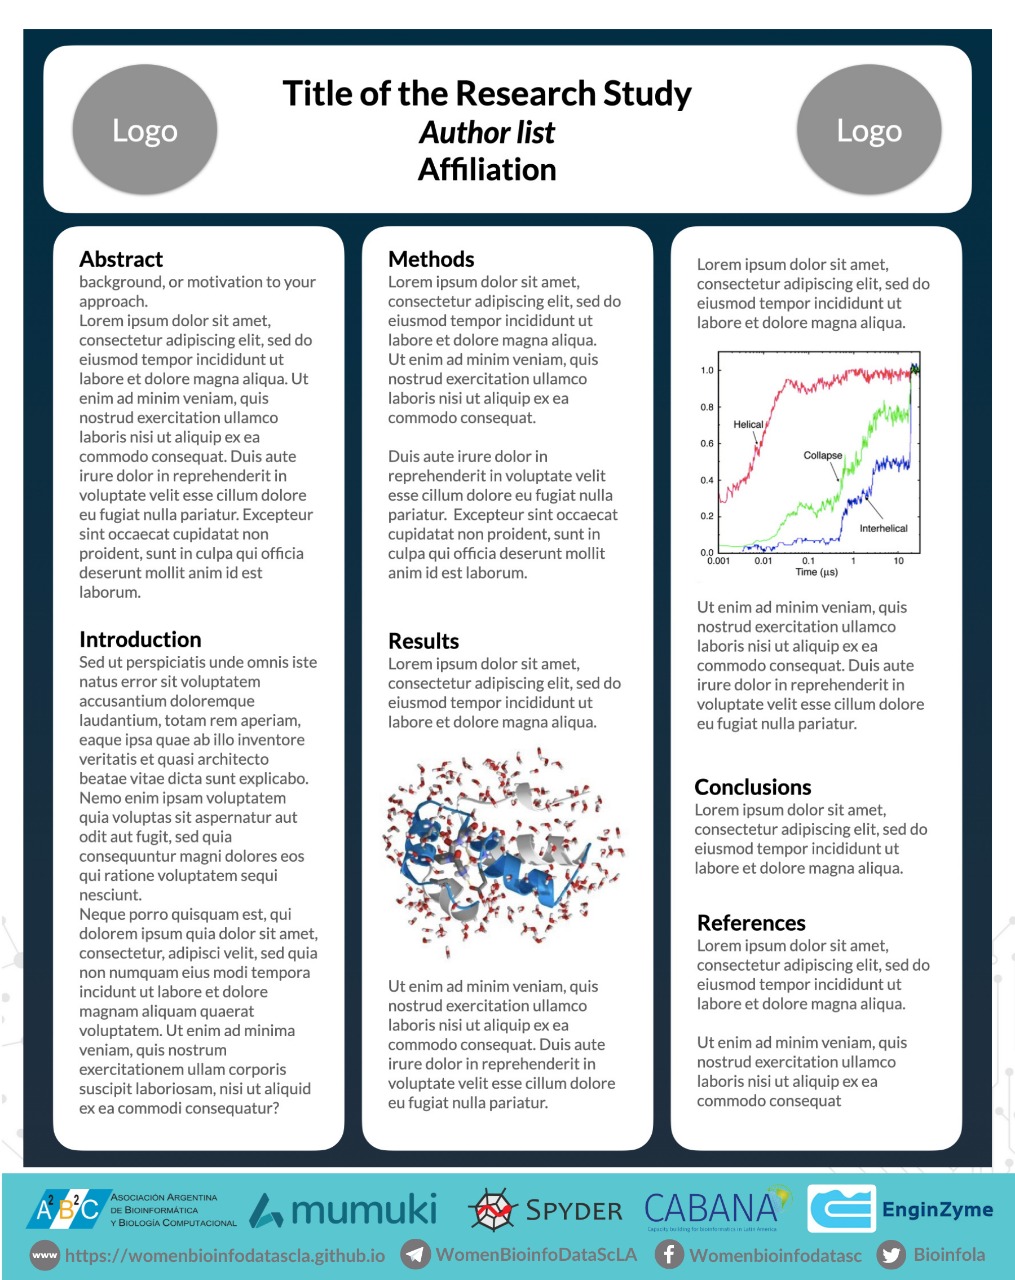 Logo
Title of the Research Study
Author list
Affiliation
Logo
Abstract
background, or motivation to your
approach.
Lorem ipsum dolor sit amet,
consectetur adipiscing elit, sed do
eiusmod tempor incididunt ut
labore et dolore magna aliqua. Ut
enim ad minim veniam, quis
nostrud exercitation ullamco
laboris nisi ut aliquip ex ea
commodo consequat. Duis aute
irure dolor in reprehenderit in
voluptate velit esse cillum dolore
eu fugiat nulla pariatur. Excepteur
sint occaecat cupidatat non
proident, sunt in culpa qui officia
deserunt mollit anim id est
laborum.
Introduction
Sed ut perspiciatis unde omnis iste
natus error sit voluptatem
accusantium doloremque
laudantium, totam rem aperiam,
eaque ipsa quae ab illo inventore
veritatis et quasi architecto
beatae vitae dicta sunt explicabo.
Nemo enim ipsam voluptatem
quia voluptas sit aspernatur aut
odit aut fugit, sed quia
consequuntur magni dolores eos
qui ratione voluptatem sequi
nesciunt.
Neque porro quisquam est, qui
dolorem ipsum quia dolor sit amet,
consectetur, adipisci velit, sed quia
non numquam eius modi tempora
incidunt ut labore et dolore
magnam aliquam quaerat
voluptatem. Ut enim ad minima
veniam, quis nostrum
exercitationem ullam corporis
suscipit laboriosam, nisi ut aliquid
ex ea commodi consequatur?
Methods
Lorem ipsum dolor sit amet,
consectetur adipiscing elit, sed do
eiusmod tempor incididunt ut
labore et dolore magna aliqua.
Ut enim ad minim veniam, quis
nostrud exercitation ullamco
laboris nisi ut aliquip ex ea
commodo consequat.
Duis aute irure dolor in
reprehenderit in voluptate velit
esse cillum dolore eu fugiat nulla
pariatur. Excepteur sint occaecat
cupidatat non proident, sunt in
culpa qui officia deserunt mollit
anim id est laborum.
Results
Lorem ipsum dolor sit amet,
consectetur adipiscing elit, sed do
eiusmod tempor incididunt ut
labore et dolore magna aliqua.
Ut enim ad minim veniam, quis
nostrud exercitation ullamco
laboris nisi ut aliquip ex ea
commodo consequat. Duis aute
irure dolor in reprehenderit in
voluptate velit esse cillum dolore
eu fugiat nulla pariatur.
Lorem ipsum dolor sit amet,
consectetur adipiscing elit, sed do
eiusmod tempor incididunt ut
labore et dolore magna aliqua.
1.0
0.8
0.6
0.4
0.2
0.0
Helical
Collapse
Interhelical
0.001 0.01 0.1 1 10
Time (μs)
Ut enim ad minim veniam, quis
nostrud exercitation ullamco
laboris nisi ut aliquip ex ea
commodo consequat. Duis aute
irure dolor in reprehenderit in
voluptate velit esse cillum dolore
eu fugiat nulla pariatur.
Conclusions
Lorem ipsum dolor sit amet,
consectetur adipiscing elit, sed do
eiusmod tempor incididunt ut
labore et dolore magna aliqua.
References
Lorem ipsum dolor sit amet,
consectetur adipiscing elit, sed do
eiusmod tempor incididunt ut
labore et dolore magna aliqua.
Ut enim ad minim veniam, quis
nostrud exercitation ullamco
laboris nisi ut aliquip ex ea
commodo consequat
A2B2C
Asociación Argentina
de Bioinformática
y Biología Computacional
mumuki
SPYDER
CABANA
Capacity building for bioinformatics in Latin America
EnginZyme
www https://womenbioinfodatascla.github.io
WomenBioinfoDataScLA
Womenbioinfodatasc
Bioinfola